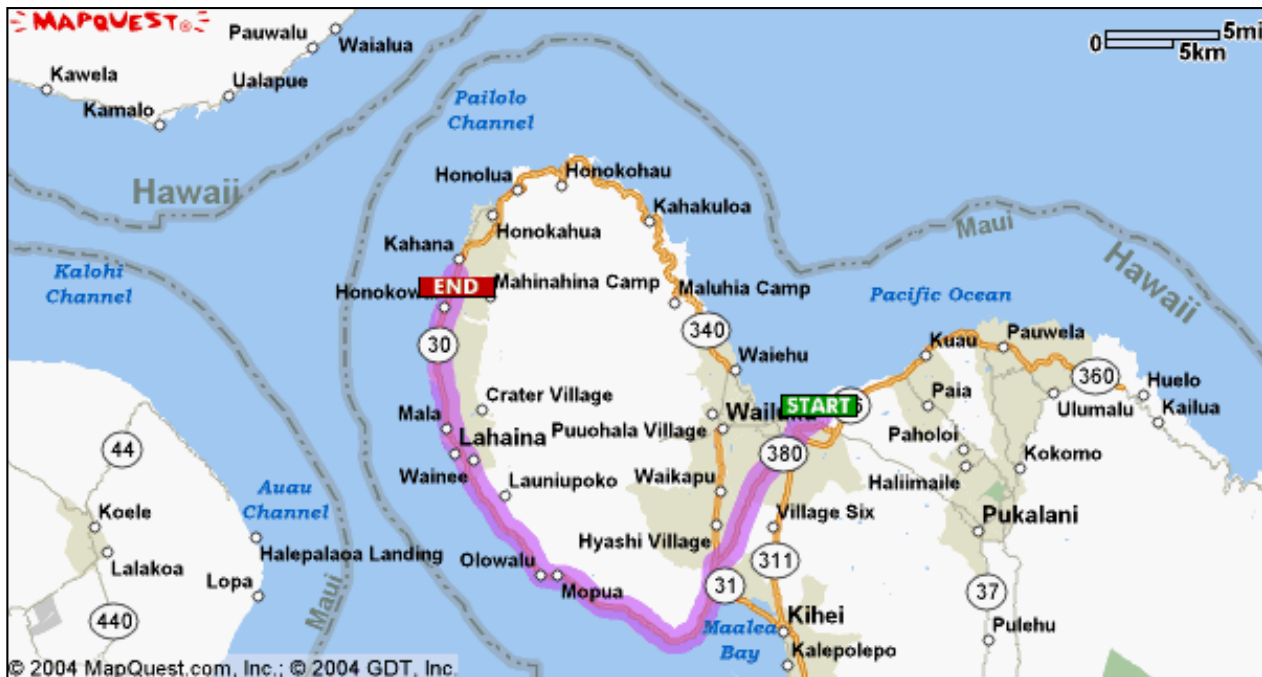 MAPQUEST
0 5mi
5km
Pauwalu
Waialua
Kawela
Ualapue
Kamalo
Pailolo
Channel
Hawaii
Honolua
Honokohau
Kahakuloa
Honokahua
Kahana
Maui
Hawaii
Kalohi
Channel
END
Mahinahina Camp
Maluhia Camp
Pacific Ocean
30
340
Kuau
Pauwela
Waiehu
360
Huelo
Crater Village
START
Paia
Ulumalu
Kailua
Mala
Lahaina
Puuohala Village
380
Paholoi
44
Wainee
Launiupoko
Waikapu
Haliimaile
Kokomo
Auau
Channel
Koele
Village Six
Pukalani
Halepalaoa Landing
Hyashi Village
Lalakoa
Olowalu
311
Lopa
Mopua
31
37
440
Maui
Maalea
Bay
Kihei
Pulehu
Kalepolepo
© 2004 MapQuest.com, Inc.; © 2004 GDT, Inc.